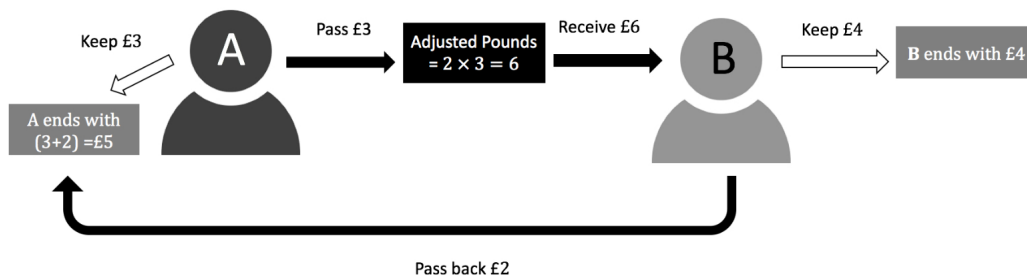 Keep £3
A
Pass £3
Adjusted Pounds
= 2 × 3 = 6
Receive £6
B
Keep £4
B ends with £4
A ends with
(3+2) =£5
Pass back £2